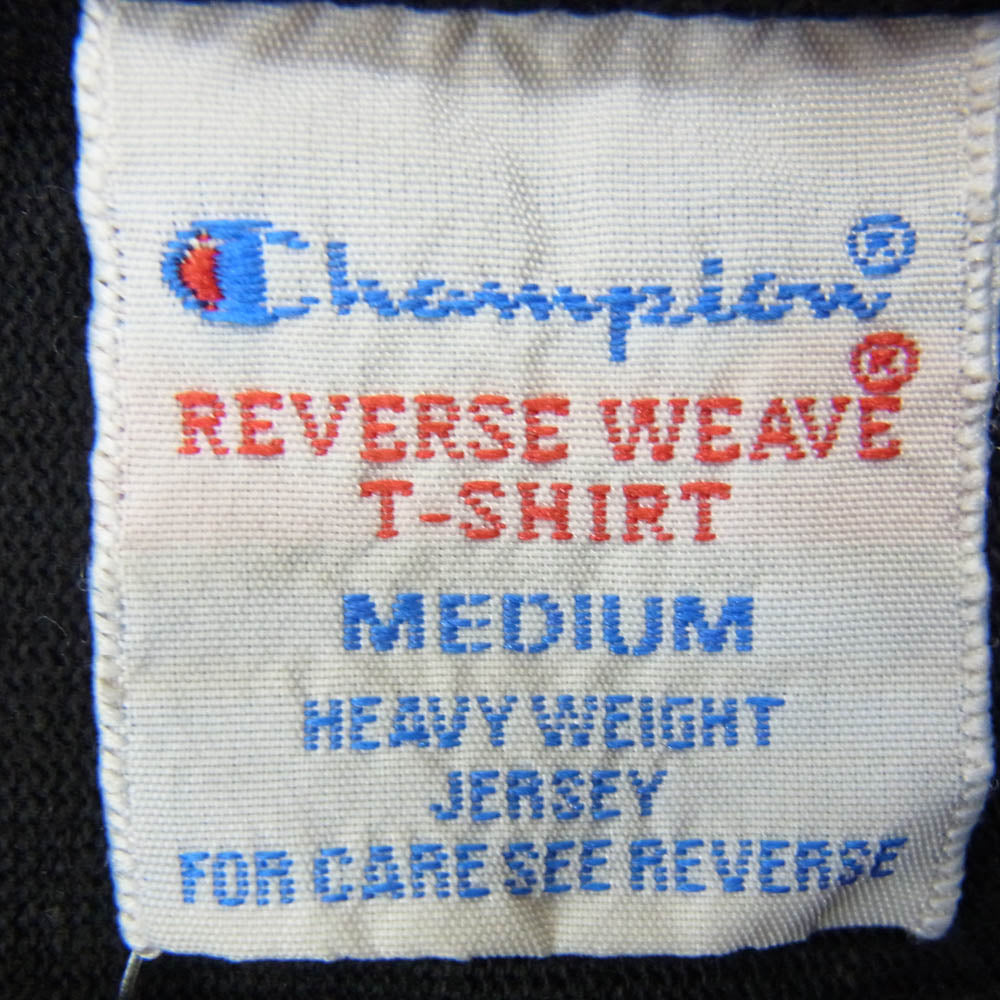 Champion®
REVERSE WEAVE®
T-SHIRT
MEDIUM
HEAVY WEIGHT
JERSEY
FOR CARE SEE REVERSE